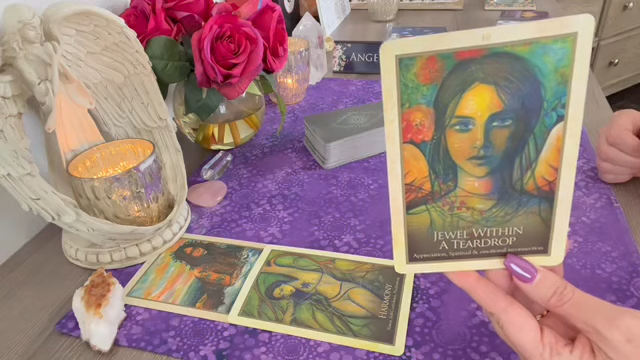 ANGE
JEWEL WITHIN
A TEARDROP
Appreciation, Spiritual & emotional reconnection
HARMONY